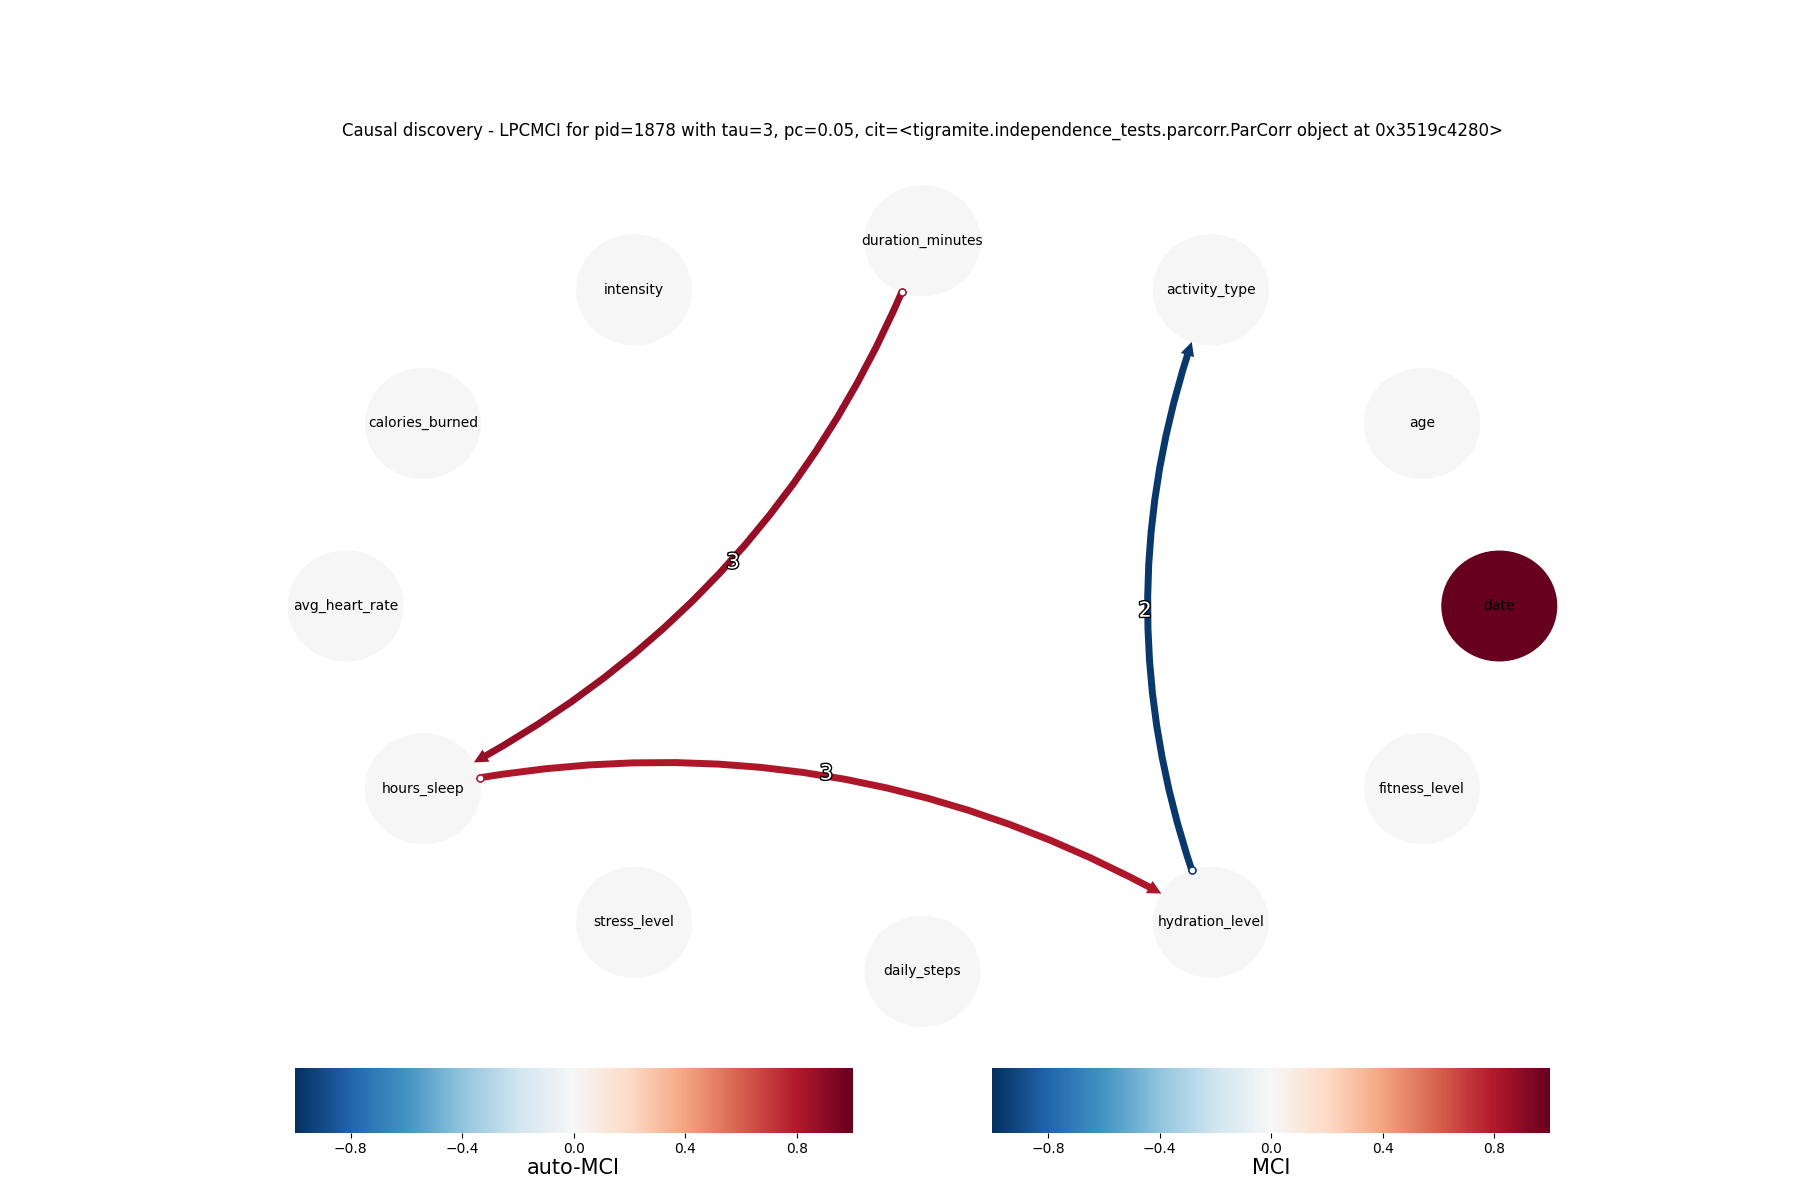 Causal discovery - LPCMCI for pid=1878 with tau=3, pc=0.05, cit=<tigramite.independence_tests.parcorr.ParCorr object at 0x3519c4280>
duration_minutes
intensity
activity_type
calories_burned
age
3
avg_heart_rate
date
2
3
hours_sleep
fitness_level
stress_level
hydration_level
daily_steps
−0.8 −0.4 0.0 0.4 0.8
auto-MCI
−0.8 −0.4 0.0 0.4 0.8
MCI